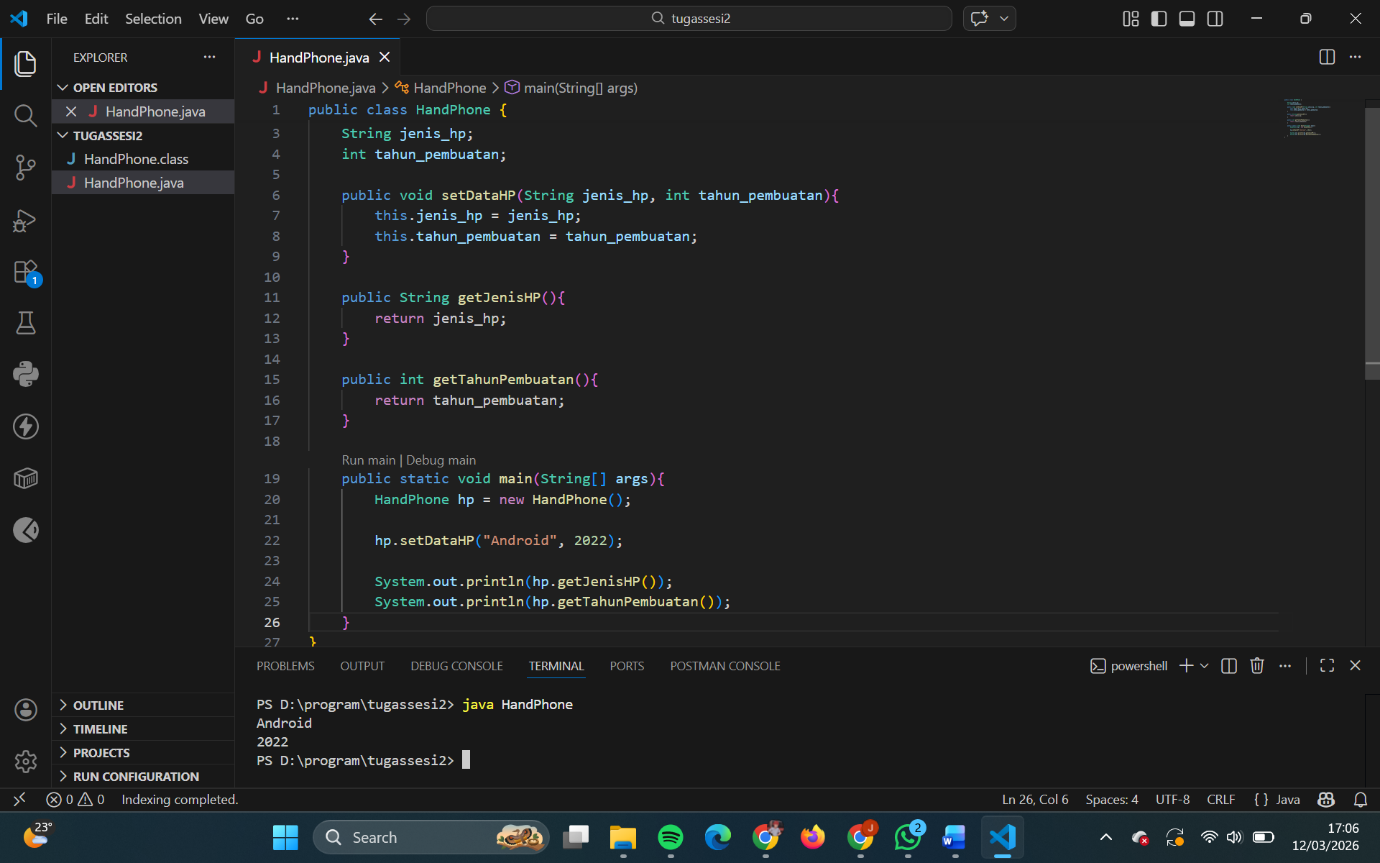 File Edit Selection View Go ··· tugassesi2
EXPLORER ···
OPEN EDITORS
HandPhone.java
TUGASSESI2
HandPhone.class
HandPhone.java
OUTLINE
TIMELINE
PROJECTS
RUN CONFIGURATION
HandPhone.java
HandPhone.java > HandPhone > main(String[] args)
1 public class HandPhone {
3 String jenis_hp;
4 int tahun_pembuatan;
5
6 public void setDataHP(String jenis_hp, int tahun_pembuatan){
7 this.jenis_hp = jenis_hp;
8 this.tahun_pembuatan = tahun_pembuatan;
9 }
10
11 public String getJenisHP(){
12 return jenis_hp;
13 }
14
15 public int getTahunPembuatan(){
16 return tahun_pembuatan;
17 }
18
Run main | Debug main
19 public static void main(String[] args){
20 HandPhone hp = new HandPhone();
21
22 hp.setDataHP("Android", 2022);
23
24 System.out.println(hp.getJenisHP());
25 System.out.println(hp.getTahunPembuatan());
26 }
27 }
PROBLEMS OUTPUT DEBUG CONSOLE TERMINAL PORTS POSTMAN CONSOLE powershell
PS D:\program\tugassesi2> java HandPhone
Android
2022
PS D:\program\tugassesi2>
0 0 Indexing completed. Ln 26, Col 6 Spaces: 4 UTF-8 CRLF { } Java
23° Search 2 17:06
12/03/2026